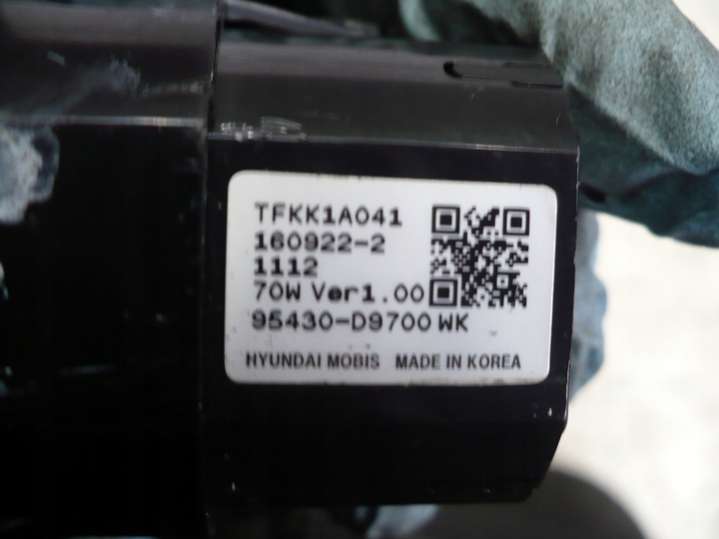 TFKK1A041
160922-2
1112
70W Ver1.00
95430-D9700 WK
HYUNDAI MOBIS MADE IN KOREA